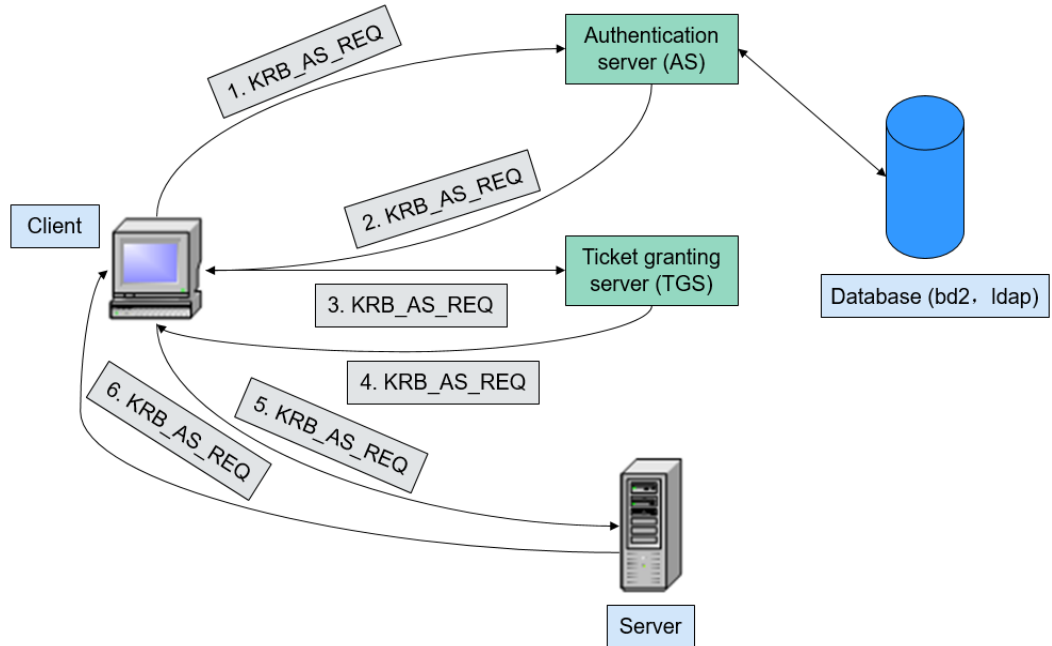 1. KRB_AS_REQ
Authentication
server (AS)
2. KRB_AS_REQ
Client
Ticket granting
server (TGS)
3. KRB_AS_REQ
Database (bd2，ldap)
4. KRB_AS_REQ
6. KRB_AS_REQ
5. KRB_AS_REQ
Server